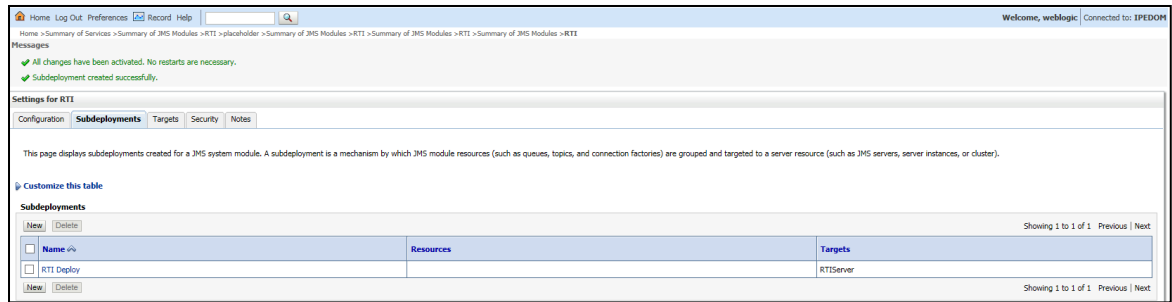 Home Log Out Preferences Record Help Welcome, weblogic Connected to: IPEDOM
Home >Summary of Services >Summary of JMS Modules >RTI >placeholder >Summary of JMS Modules >RTI >Summary of JMS Modules >RTI >Summary of JMS Modules >RTI
Messages
All changes have been activated. No restarts are necessary.
Subdeployment created successfully.
Settings for RTI
Configuration Subdeployments Targets Security Notes
This page displays subdeployments created for a JMS system module. A subdeployment is a mechanism by which JMS module resources (such as queues, topics, and connection factories) are grouped and targeted to a server resource (such as JMS servers, server instances, or cluster).
Customize this table
Subdeployments
New Delete Showing 1 to 1 of 1 Previous | Next
Name Resources Targets
RTI Deploy RTIServer
New Delete Showing 1 to 1 of 1 Previous | Next